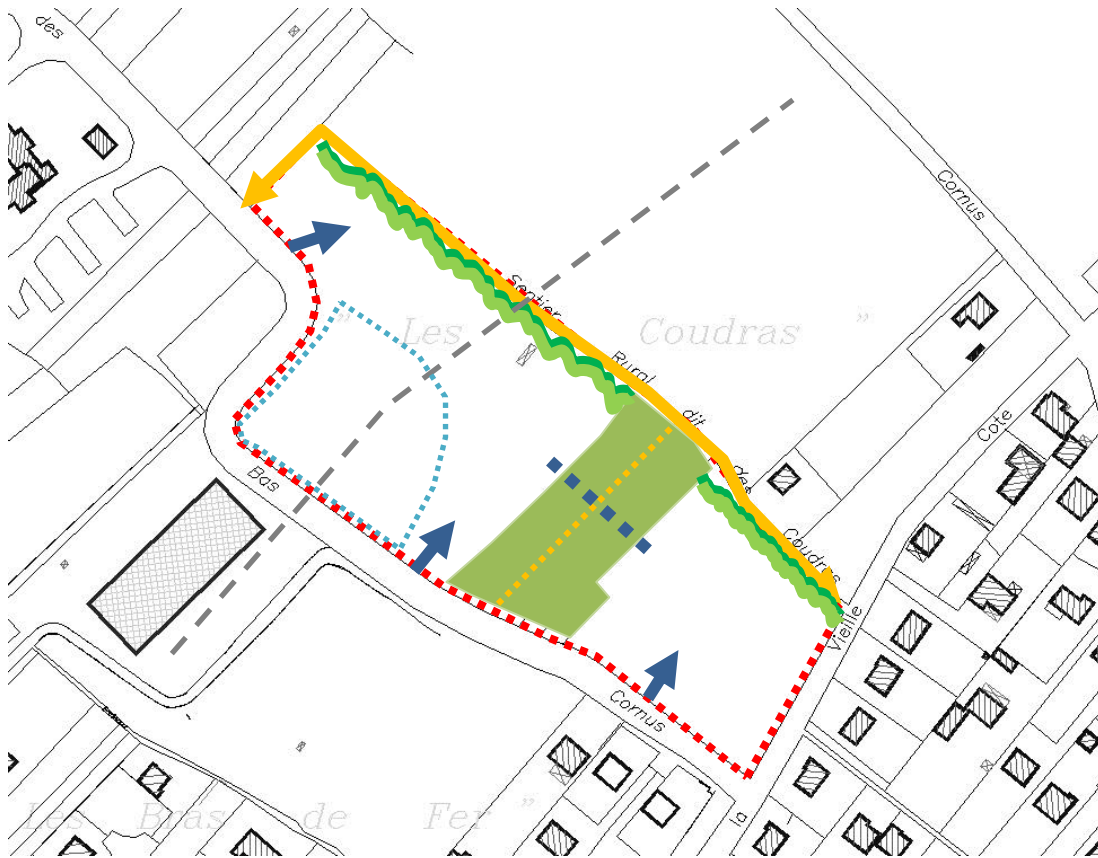 des
Cornus
Sentier
" Les Coudras "
Rural
dit
des
Cote
Bas
Coudras
Vieille
Cornus
la
" Les Bras de Fer "